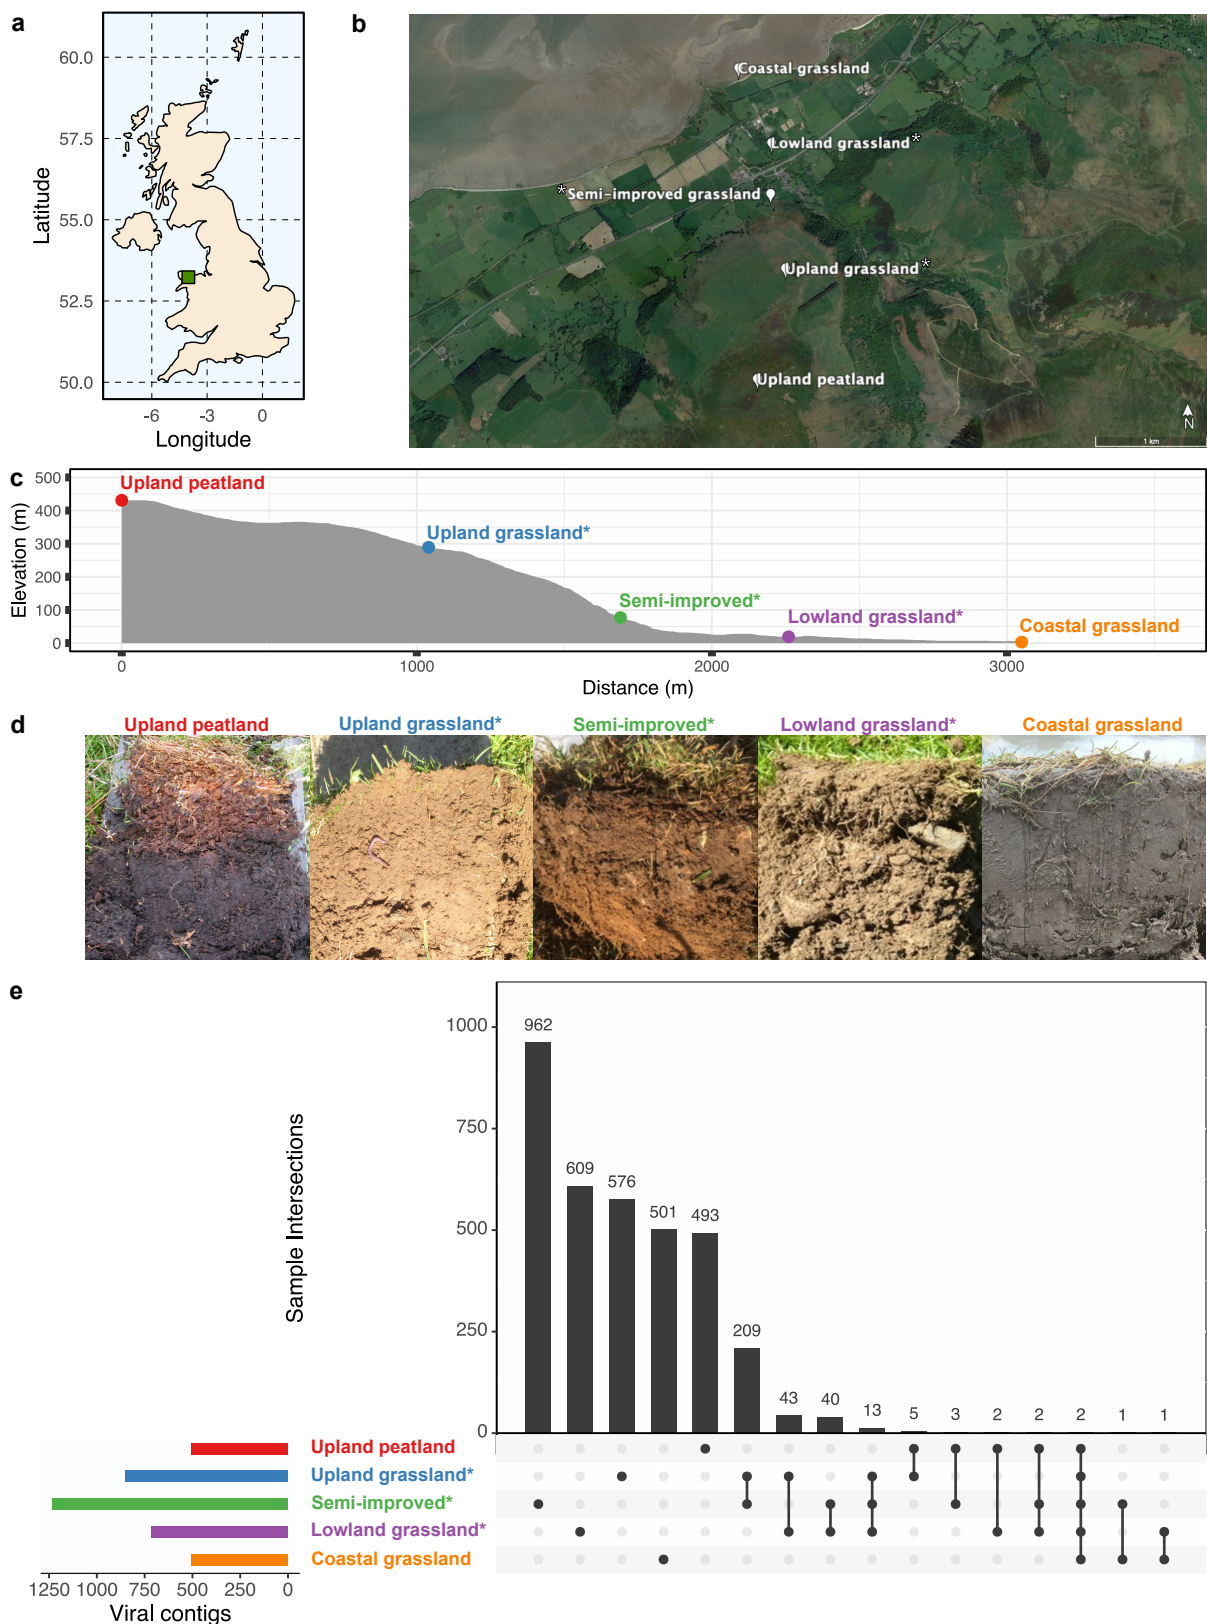 a
60.0
57.5
55.0
52.5
50.0
Latitude
-6 -3 0
Longitude
b
Coastal grassland
Lowland grassland*
*Semi-improved grassland
Upland grassland*
Upland peatland
N
1 km
c
500
400
300
200
100
0
Elevation (m)
Upland peatland
Upland grassland*
Semi-improved*
Lowland grassland*
Coastal grassland
0 1000 2000 3000
Distance (m)
d
Upland peatland Upland grassland* Semi-improved* Lowland grassland* Coastal grassland
e
1000
750
500
250
0
Sample Intersections
962 609 576 501 493 209 43 40 13 5 3 2 2 2 1 1
Upland peatland
Upland grassland*
Semi-improved*
Lowland grassland*
Coastal grassland
1250 1000 750 500 250 0
Viral contigs